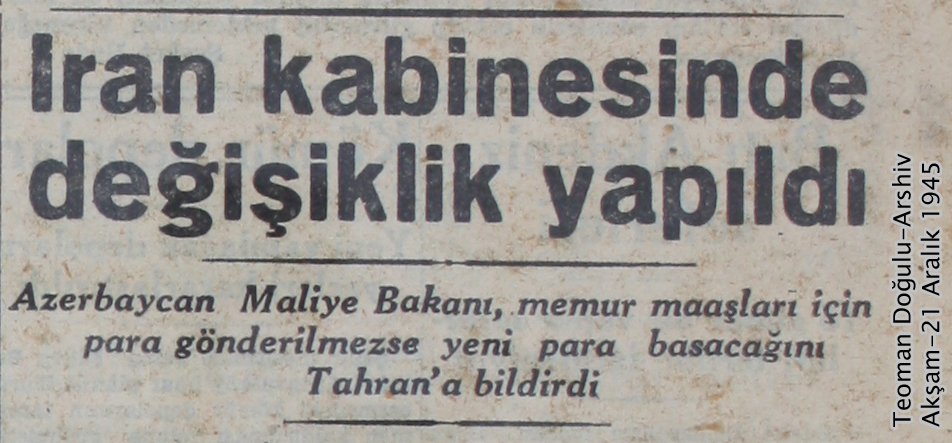 Iran kabinesinde
değişiklik yapıldı
Azerbaycan Maliye Bakanı, memur maaşları için
para gönderilmezse yeni para basacağını
Tahran'a bildirdi
Teoman Doğulu-Arshiv
Akşam-21 Aralık 1945